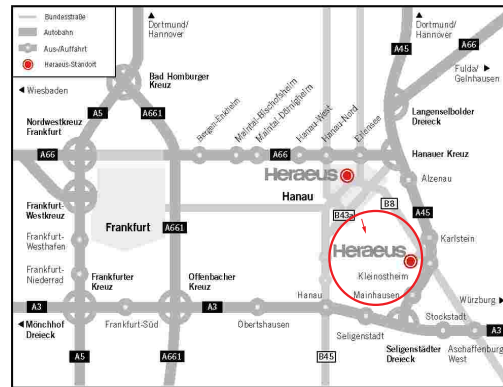 Bundesstraße
Autobahn
Aus-/Auffahrt
Heraeus-Standort
Dortmund/
Hannover
Dortmund/
Hannover
A45
A66
Fulda/
Gelnhausen
Wiesbaden
Bad Homburger
Kreuz
A5
A661
Nordwestkreuz
Frankfurt
Langenselbolder
Dreieck
Bergen-Enkheim
Maintal-Bischofsheim
Maintal-Dörnigheim
Hanau-West
Hanau-Nord
Erlensee
A66
A66
Hanauer Kreuz
Heraeus
Hanau
Alzenau
Frankfurt-
Westkreuz
Frankfurt
A661
B43a
B8
A45
Frankfurt-
Westhafen
Karlstein
Heraeus
Frankfurt-
Niederrad
Frankfurter
Kreuz
Offenbacher
Kreuz
Kleinostheim
Hanau
Mainhausen
Würzburg
A3
A3
Mönchhof
Dreieck
Frankfurt-Süd
Obertshausen
Seligenstadt
Stockstadt
A3
A5
A661
B45
Seligenstädter
Dreieck
Aschaffenburg
West